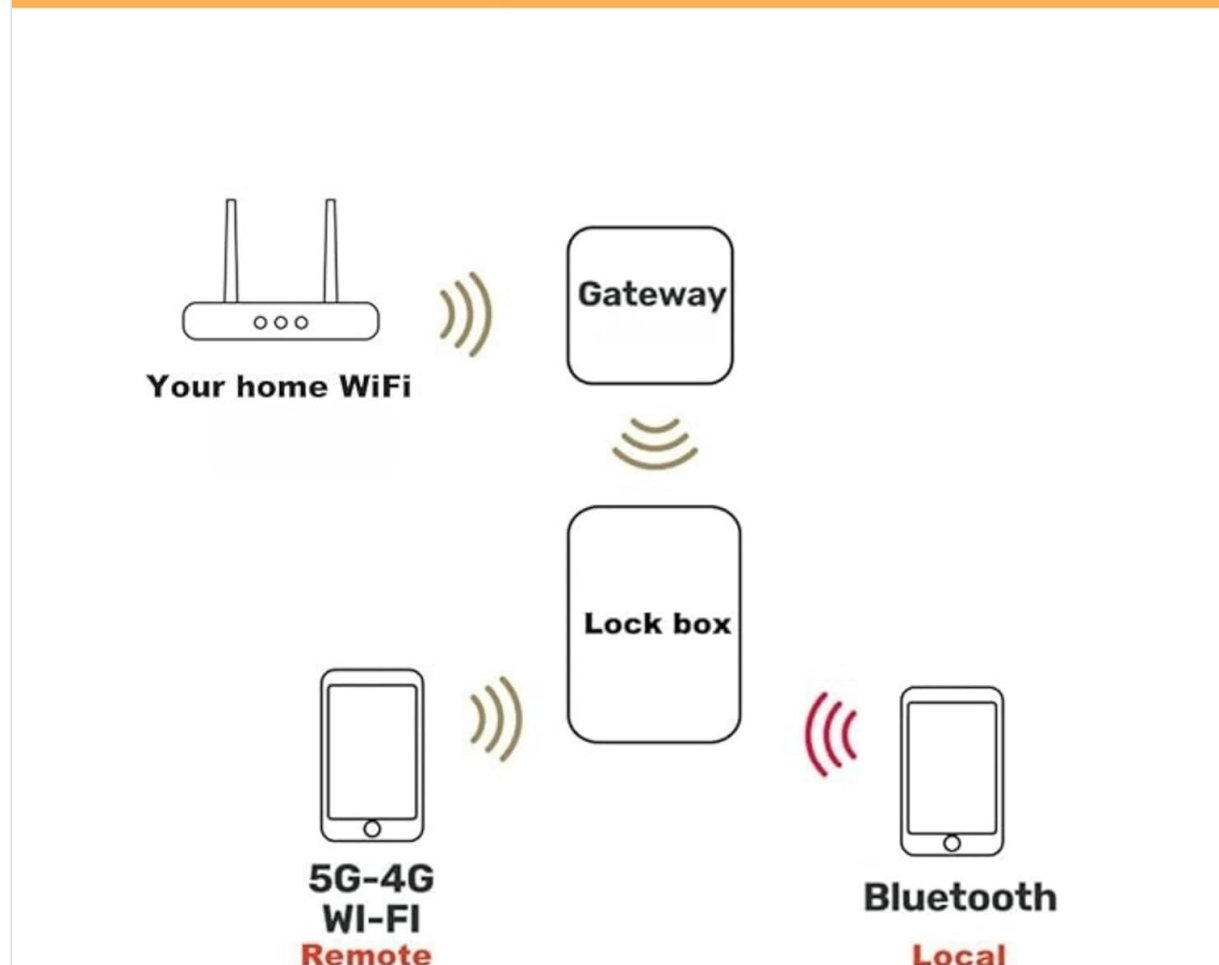 Gateway
Your home WiFi
Lock box
5G-4G
WI-FI
Remote
Bluetooth
Local